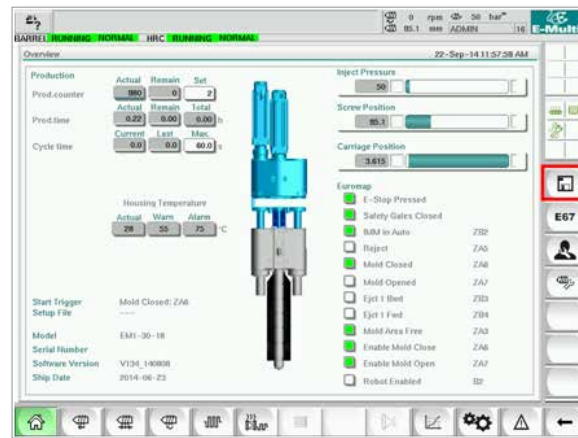 0 rpm 50 bar"
E-Multi
85.1 mm ADMIN 16
BARREL RUNNING NORMAL HRC RUNNING NORMAL
Overview 22-Sep-14 11:57:58 AM
Production Actual Remain Set
Prod.counter 980 0 2
Actual Remain Total
Prod.time 0.22 0.00 0.00 h
Current Last Max.
Cycle time 0.0 0.0 60.0 s
Housing Temperature
Actual Warn Alarm
28 55 75 °C
Start Trigger Mold Closed: ZA6
Setup File ----
Model EM1-30-18
Serial Number
Software Version V134_140808
Ship Date 2014-06-23
Inject Pressure
50
Screw Position
85.1
Carriage Position
3.615
Euromap
E-Stop Pressed
Safety Gates Closed
IMM in Auto ZB2
Reject ZA5
Mold Closed ZA6
Mold Opened ZA7
Eject 1 Bwd ZB3
Eject 1 Fwd ZB4
Mold Area Free ZA3
Enable Mold Close ZA6
Enable Mold Open ZA7
Robot Enabled B2
E67